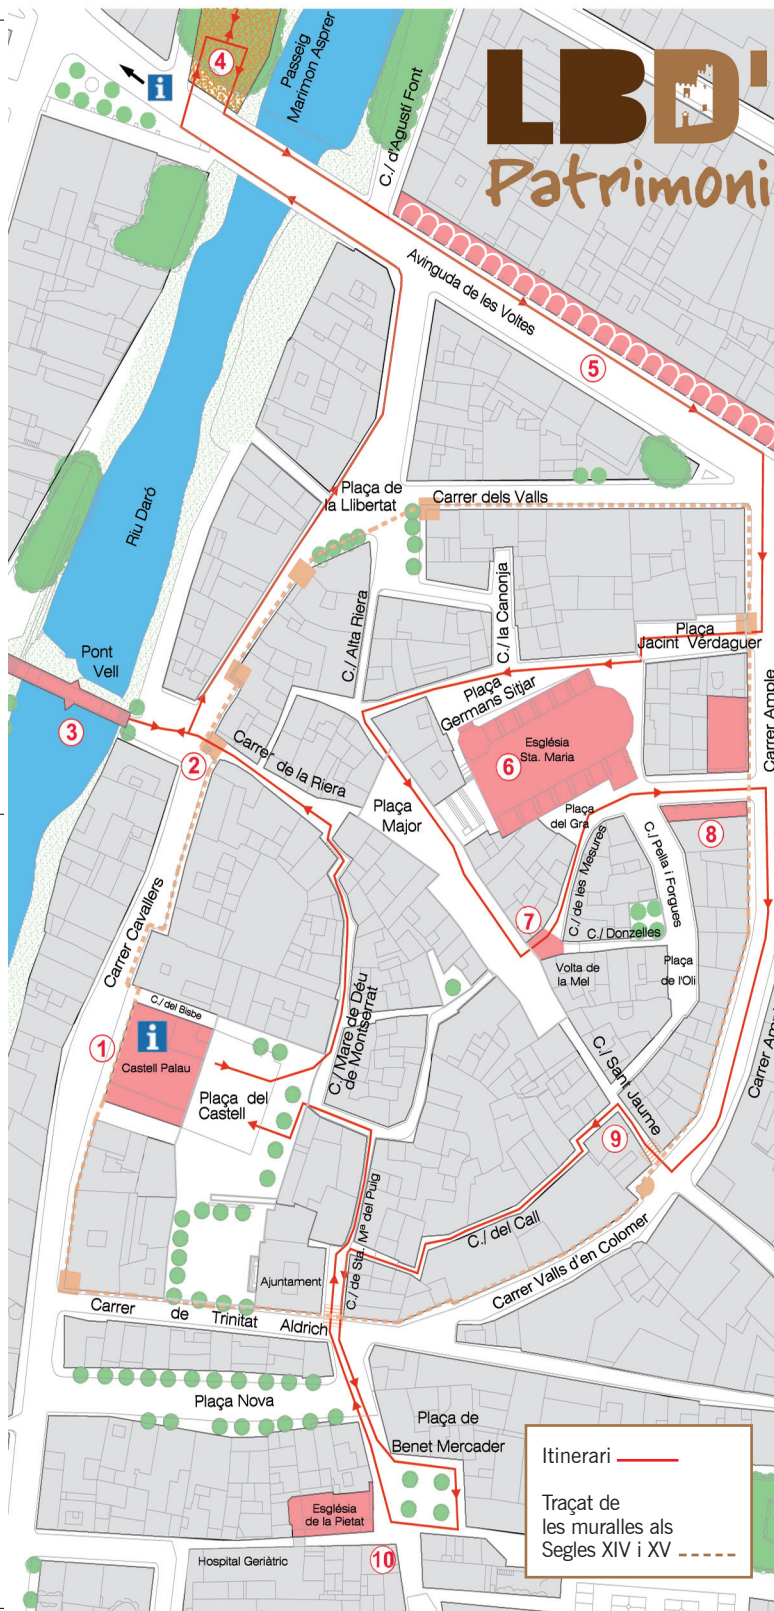 4
Passeig
Marimon Asprer
C./ d'Agustí Font
LBD'
Patrimoni
i
Avinguda de les Voltes
5
Plaça de
la Llibertat
Carrer dels Valls
Riu Daró
C./ Alta Riera
C./ la Canonja
Plaça
Jacint Verdaguer
Pont
Vell
Plaça
Germans Sitjar
Carrer Ample
3
2
Carrer de la Riera
6
Església
Sta. Maria
Plaça
Major
Plaça
del Gra
8
C./ de les Mesures
C./ Pella i Forgues
7
C./ Donzelles
Volta de
la Mel
Plaça
de l'Oli
Carrer Cavallers
C./ del Bisbe
1
i
Castell Palau
C./ Mare de Déu
de Montserrat
Plaça del
Castell
C./ Sant Jaume
9
C./ de Sta. Mª del Puig
C./ del Call
Carrer Valls d'en Colomer
Ajuntament
Carrer de Trinitat Aldrich
Plaça Nova
Plaça de
Benet Mercader
Església
de la Pietat
Hospital Geriàtric
10
Itinerari
Traçat de
les muralles als
Segles XIV i XV